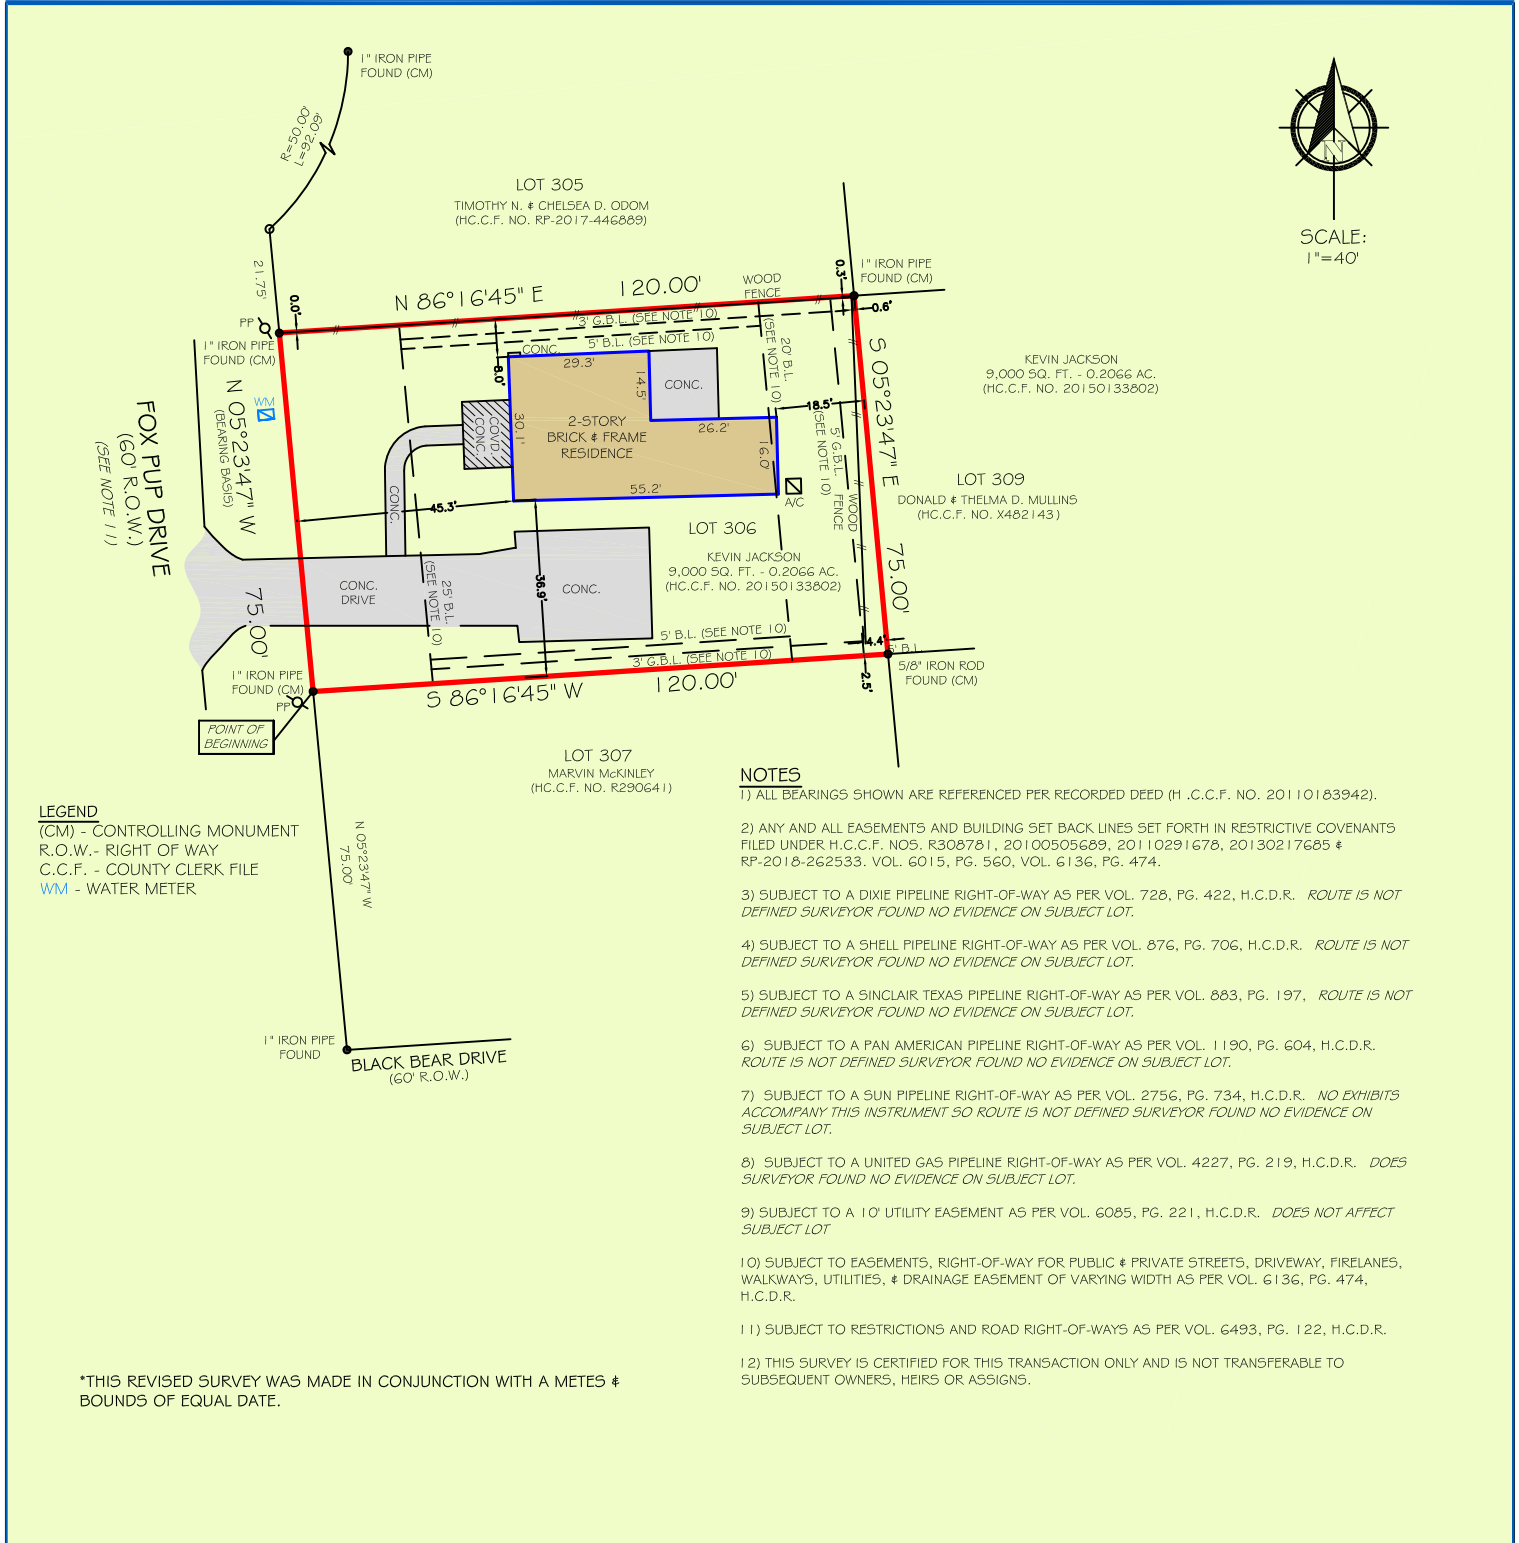 1" IRON PIPE
FOUND (CM)
R=50.00'
L=92.09'
N
SCALE:
1"=40'
LOT 305
TIMOTHY N. & CHELSEA D. ODOM
(HC.C.F. NO. RP-2017-446889)
21.75'
0.0'
PP
1" IRON PIPE
FOUND (CM)
N 86°16'45" E
120.00'
WOOD
FENCE
0.3'
1" IRON PIPE
FOUND (CM)
0.6'
3' G.B.L. (SEE NOTE 10)
5' B.L. (SEE NOTE 10)
CONC.
29.3'
8.0'
14.5'
CONC.
20' B.L.
(SEE NOTE 10)
18.5'
5' G.B.L.
(SEE NOTE 10)
WOOD
FENCE
S 05°23'47" E
75.00'
KEVIN JACKSON
9,000 SQ. FT. - 0.2066 AC.
(HC.C.F. NO. 20150133802)
WM
N 05°23'47" W
(BEARING BASIS)
75.00'
FOX PUP DRIVE
(60' R.O.W.)
(SEE NOTE 11)
COVD.
CONC.
30.1'
2-STORY
BRICK & FRAME
RESIDENCE
26.2'
16.0'
55.2'
A/C
CONC.
45.3'
LOT 309
DONALD & THELMA D. MULLINS
(HC.C.F. NO. X482143)
LOT 306
KEVIN JACKSON
9,000 SQ. FT. - 0.2066 AC.
(HC.C.F. NO. 20150133802)
CONC.
DRIVE
25' B.L.
(SEE NOTE 10)
36.9'
CONC.
5' B.L. (SEE NOTE 10)
3' G.B.L. (SEE NOTE 10)
4.4'
5' B.L.
2.5'
5/8" IRON ROD
FOUND (CM)
1" IRON PIPE
FOUND (CM)
PP
S 86°16'45" W
120.00'
POINT OF
BEGINNING
LOT 307
MARVIN McKINLEY
(HC.C.F. NO. R290641)
LEGEND
(CM) - CONTROLLING MONUMENT
R.O.W.- RIGHT OF WAY
C.C.F. - COUNTY CLERK FILE
WM - WATER METER
N 05°23'47" W
75.00'
1" IRON PIPE
FOUND
BLACK BEAR DRIVE
(60' R.O.W.)
NOTES
1) ALL BEARINGS SHOWN ARE REFERENCED PER RECORDED DEED (H .C.C.F. NO. 20110183942).
2) ANY AND ALL EASEMENTS AND BUILDING SET BACK LINES SET FORTH IN RESTRICTIVE COVENANTS
FILED UNDER H.C.C.F. NOS. R308781, 20100505689, 20110291678, 20130217685 &
RP-2018-262533. VOL. 6015, PG. 560, VOL. 6136, PG. 474.
3) SUBJECT TO A DIXIE PIPELINE RIGHT-OF-WAY AS PER VOL. 728, PG. 422, H.C.D.R. ROUTE IS NOT
DEFINED SURVEYOR FOUND NO EVIDENCE ON SUBJECT LOT.
4) SUBJECT TO A SHELL PIPELINE RIGHT-OF-WAY AS PER VOL. 876, PG. 706, H.C.D.R. ROUTE IS NOT
DEFINED SURVEYOR FOUND NO EVIDENCE ON SUBJECT LOT.
5) SUBJECT TO A SINCLAIR TEXAS PIPELINE RIGHT-OF-WAY AS PER VOL. 883, PG. 197, ROUTE IS NOT
DEFINED SURVEYOR FOUND NO EVIDENCE ON SUBJECT LOT.
6) SUBJECT TO A PAN AMERICAN PIPELINE RIGHT-OF-WAY AS PER VOL. 1190, PG. 604, H.C.D.R.
ROUTE IS NOT DEFINED SURVEYOR FOUND NO EVIDENCE ON SUBJECT LOT.
7) SUBJECT TO A SUN PIPELINE RIGHT-OF-WAY AS PER VOL. 2756, PG. 734, H.C.D.R. NO EXHIBITS
ACCOMPANY THIS INSTRUMENT SO ROUTE IS NOT DEFINED SURVEYOR FOUND NO EVIDENCE ON
SUBJECT LOT.
8) SUBJECT TO A UNITED GAS PIPELINE RIGHT-OF-WAY AS PER VOL. 4227, PG. 219, H.C.D.R. DOES
SURVEYOR FOUND NO EVIDENCE ON SUBJECT LOT.
9) SUBJECT TO A 10' UTILITY EASEMENT AS PER VOL. 6085, PG. 221, H.C.D.R. DOES NOT AFFECT
SUBJECT LOT
10) SUBJECT TO EASEMENTS, RIGHT-OF-WAY FOR PUBLIC & PRIVATE STREETS, DRIVEWAY, FIRELANES,
WALKWAYS, UTILITIES, & DRAINAGE EASEMENT OF VARYING WIDTH AS PER VOL. 6136, PG. 474,
H.C.D.R.
11) SUBJECT TO RESTRICTIONS AND ROAD RIGHT-OF-WAYS AS PER VOL. 6493, PG. 122, H.C.D.R.
12) THIS SURVEY IS CERTIFIED FOR THIS TRANSACTION ONLY AND IS NOT TRANSFERABLE TO
SUBSEQUENT OWNERS, HEIRS OR ASSIGNS.
*THIS REVISED SURVEY WAS MADE IN CONJUNCTION WITH A METES &
BOUNDS OF EQUAL DATE.